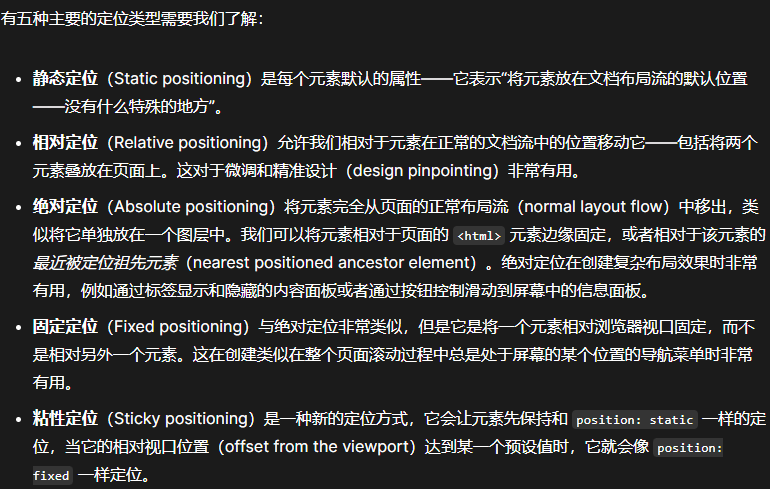 有五种主要的定位类型需要我们了解：
• 静态定位（Static positioning）是每个元素默认的属性——它表示“将元素放在文档布局流的默认位置
——没有什么特殊的地方”。
• 相对定位（Relative positioning）允许我们相对于元素在正常的文档流中的位置移动它——包括将两个
元素叠放在页面上。这对于微调和精准设计（design pinpointing）非常有用。
• 绝对定位（Absolute positioning）将元素完全从页面的正常布局流（normal layout flow）中移出，类
似将它单独放在一个图层中。我们可以将元素相对于页面的 <html> 元素边缘固定，或者相对于该元素的
最近被定位祖先元素（nearest positioned ancestor element）。绝对定位在创建复杂布局效果时非常
有用，例如通过标签显示和隐藏的内容面板或者通过按钮控制滑动到屏幕中的信息面板。
• 固定定位（Fixed positioning）与绝对定位非常类似，但是它是将一个元素相对浏览器视口固定，而不
是相对另外一个元素。这在创建类似在整个页面滚动过程中总是处于屏幕的某个位置的导航菜单时非常
有用。
• 粘性定位（Sticky positioning）是一种新的定位方式，它会让元素先保持和 position: static 一样的定
位，当它的相对视口位置（offset from the viewport）达到某一个预设值时，它就会像 position:
fixed 一样定位。